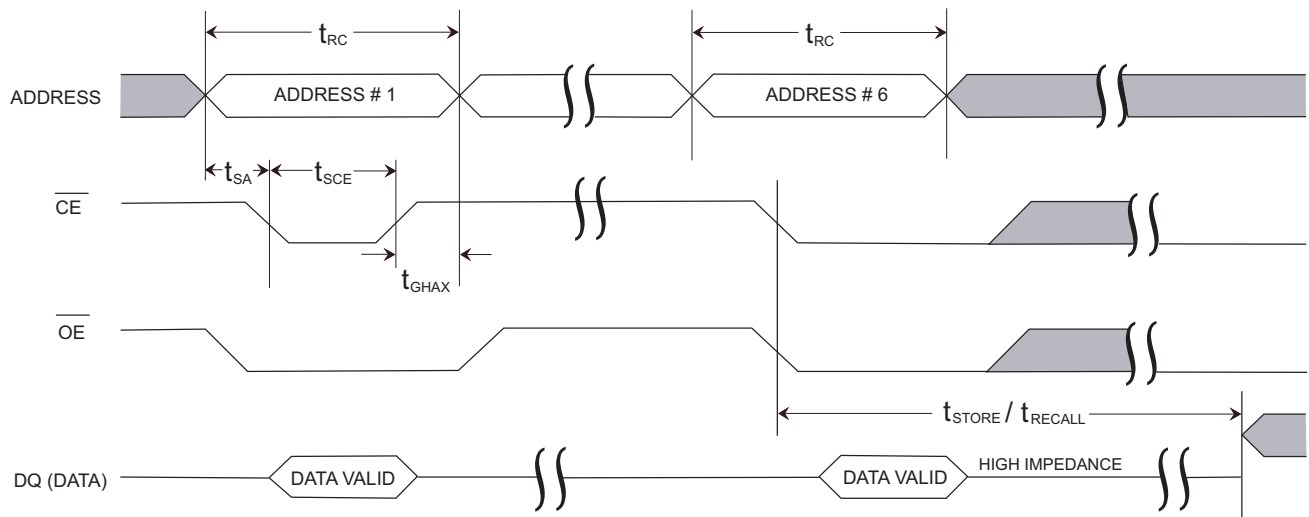 tRC tRC
ADDRESS ADDRESS # 1 ADDRESS # 6
tSA tSCE
CE
tGHAX
OE
tSTORE / tRECALL
DQ (DATA) DATA VALID DATA VALID HIGH IMPEDANCE